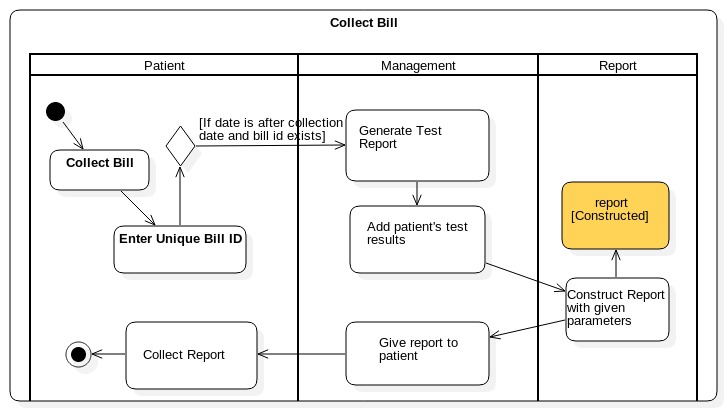 Collect Bill
Patient
Management
Report
[If date is after collection
date and bill id exists]
Generate Test
Report
Collect Bill
report
[Constructed]
Add patient's test
results
Enter Unique Bill ID
Construct Report
with given
parameters
Give report to
patient
Collect Report